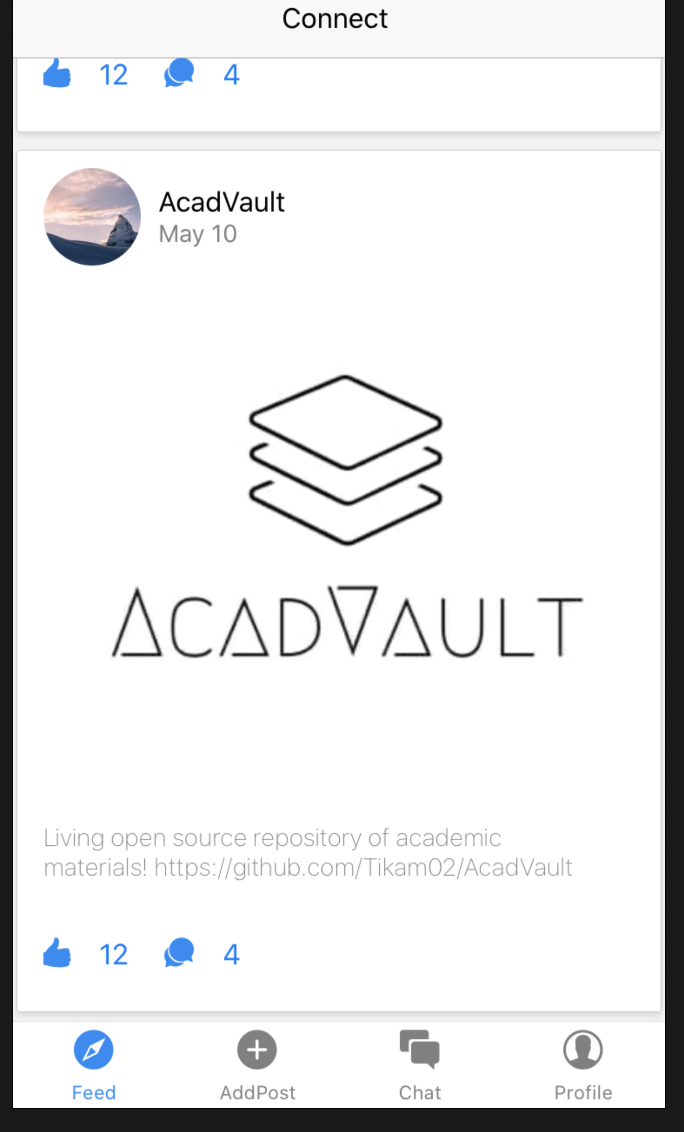 Connect
12 4
AcadVault
May 10
ACADVAULT
Living open source repository of academic
materials! https://github.com/Tikam02/AcadVault
12 4
Feed AddPost Chat Profile